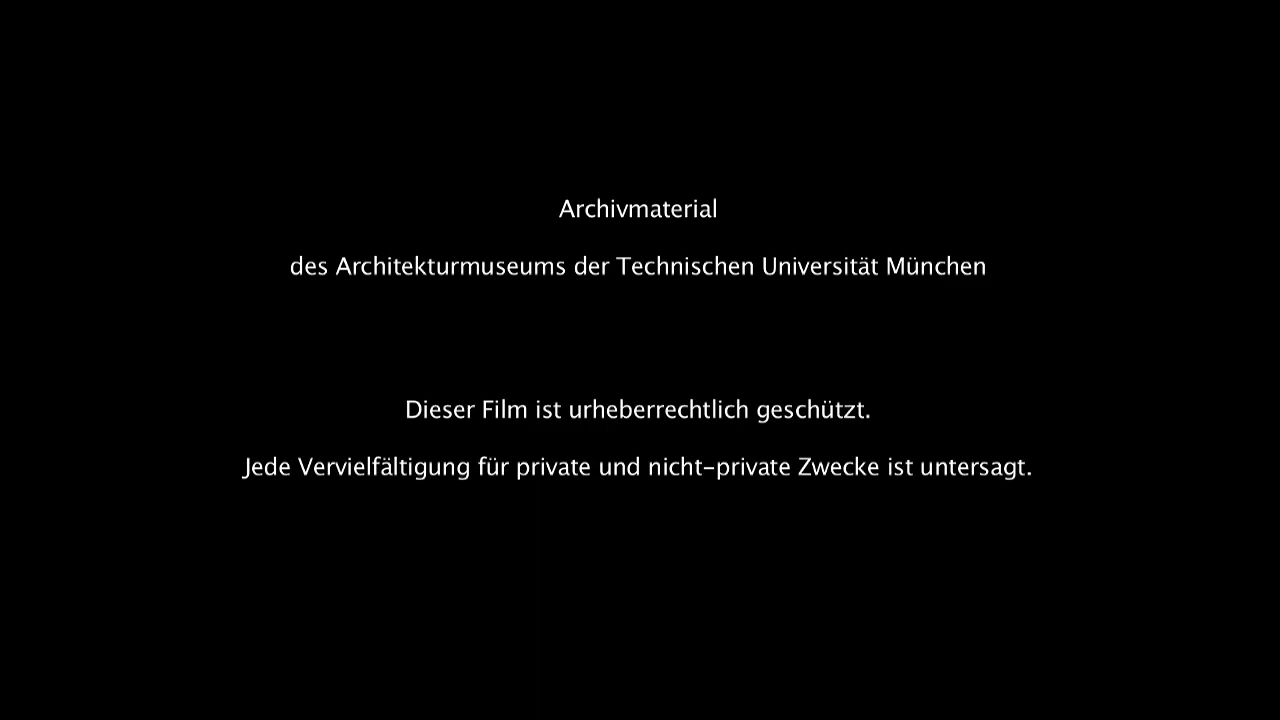 Archivmaterial
des Architekturmuseums der Technischen Universität München
Dieser Film ist urheberrechtlich geschützt.
Jede Vervielfältigung für private und nicht-private Zwecke ist untersagt.